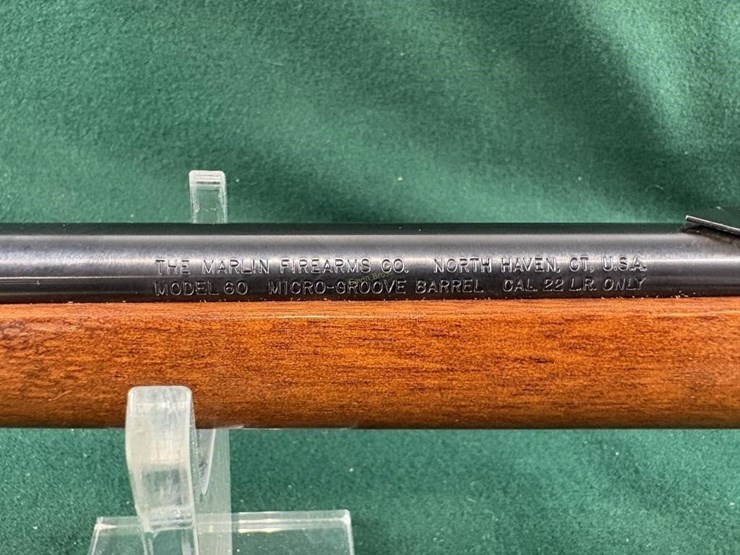 THE MARLIN FIREARMS CO. NORTH HAVEN, CT. U.S.A.
MODEL 60 MICRO-GROOVE BARREL CAL. 22 L.R. ONLY